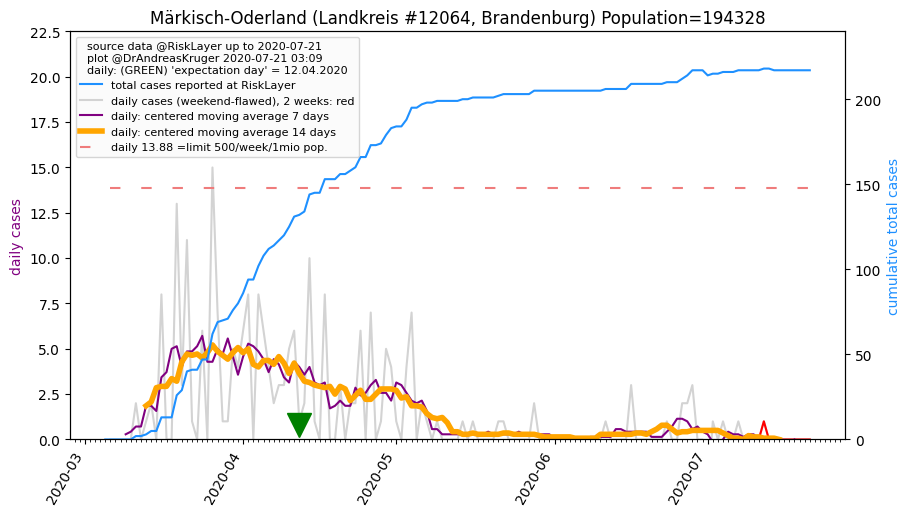 Märkisch-Oderland (Landkreis #12064, Brandenburg) Population=194328
source data @RiskLayer up to 2020-07-21
plot @DrAndreasKruger 2020-07-21 03:09
daily: (GREEN) 'expectation day' = 12.04.2020
total cases reported at RiskLayer
daily cases (weekend-flawed), 2 weeks: red
daily: centered moving average 7 days
daily: centered moving average 14 days
daily 13.88 =limit 500/week/1mio pop.
daily cases
22.5
20.0
17.5
15.0
12.5
10.0
7.5
5.0
2.5
0.0
cumulative total cases
200
150
100
50
0
2020-03
2020-04
2020-05
2020-06
2020-07